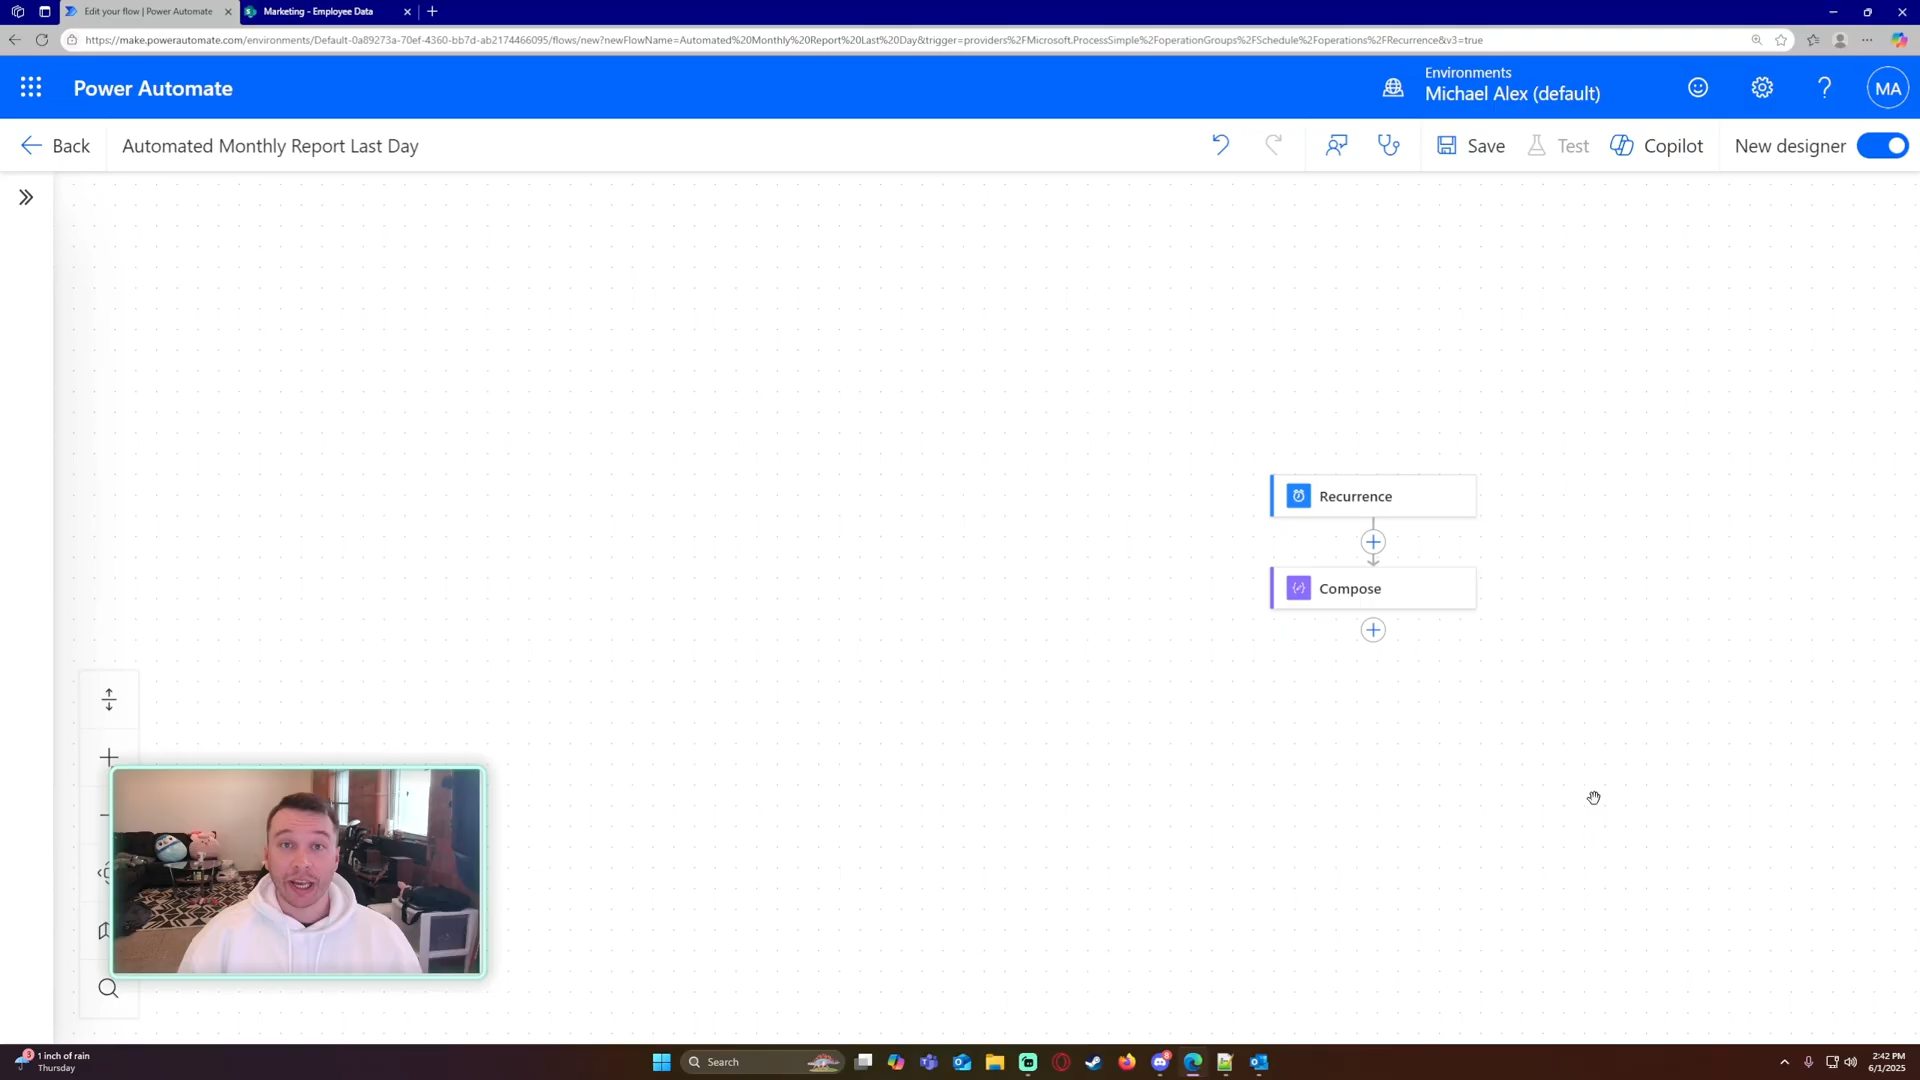 Edit your flow | Power Automate
Marketing - Employee Data
https://make.powerautomate.com/environments/Default-0a89273a-70ef-4360-bb7d-ab2174466095/flows/new?newFlowName=Automated%20Monthly%20Report%20Last%20Day&trigger=providers%2FMicrosoft.ProcessSimple%2FoperationGroups%2FSchedule%2Foperations%2FRecurrence&v3=true
Power Automate
Environments
Michael Alex (default)
MA
Back
Automated Monthly Report Last Day
Save
Test
Copilot
New designer
Recurrence
Compose
1 inch of rain
Thursday
3
Search
8
2:42 PM
6/1/2025